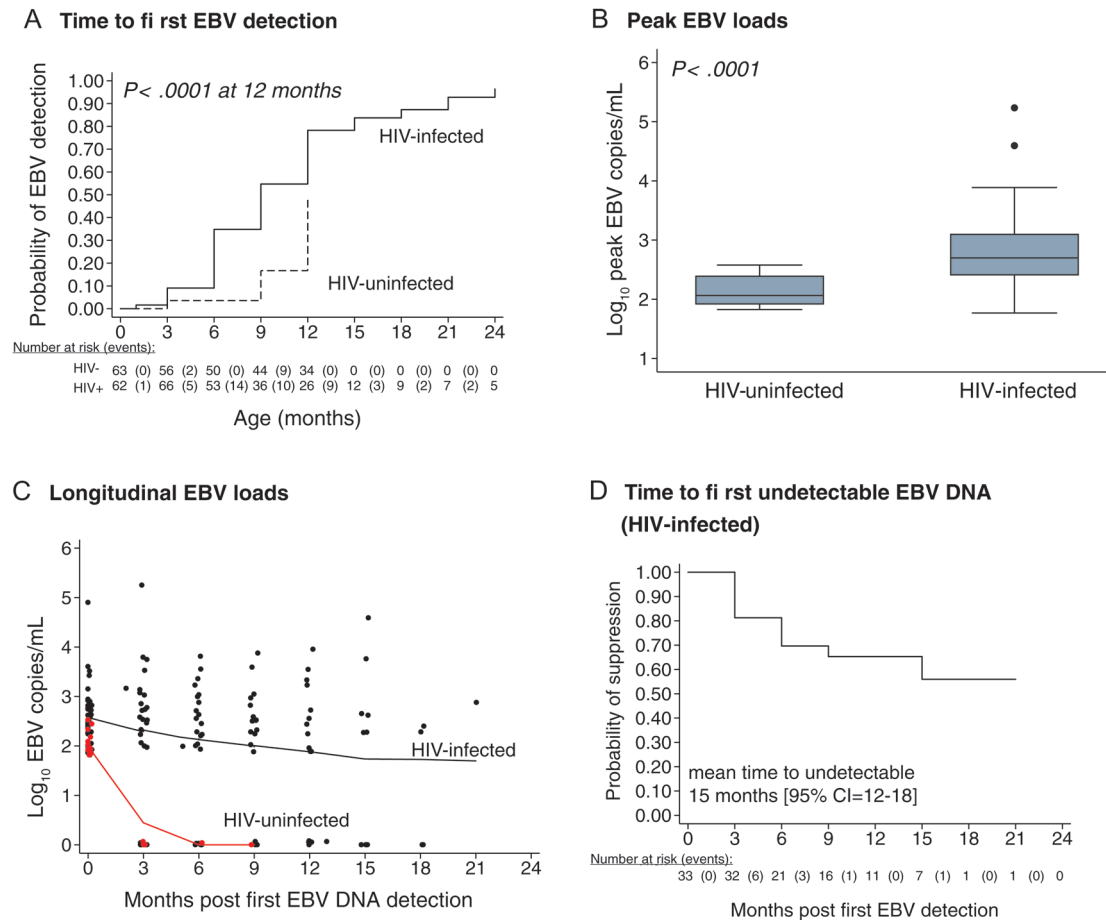 A Time to fi rst EBV detection
P< .0001 at 12 months
Probability of EBV detection
1.00
0.90
0.80
0.70
0.60
0.50
0.40
0.30
0.20
0.10
0.00
HIV-infected
HIV-uninfected
0 3 6 9 12 15 18 21 24
Number at risk (events):
HIV- 63 (0) 56 (2) 50 (0) 44 (9) 34 (0) 0 (0) 0 (0) 0 (0) 0
HIV+ 62 (1) 66 (5) 53 (14) 36 (10) 26 (9) 12 (3) 9 (2) 7 (2) 5
Age (months)
B Peak EBV loads
P< .0001
Log10 peak EBV copies/mL
6
5
4
3
2
1
HIV-uninfected HIV-infected
C Longitudinal EBV loads
Log10 EBV copies/mL
6
5
4
3
2
1
0
HIV-infected
HIV-uninfected
0 3 6 9 12 15 18 21 24
Months post first EBV DNA detection
D Time to fi rst undetectable EBV DNA
(HIV-infected)
Probability of suppression
1.00
0.90
0.80
0.70
0.60
0.50
0.40
0.30
0.20
0.10
0.00
mean time to undetectable
15 months [95% CI=12-18]
0 3 6 9 12 15 18 21 24
Number at risk (events):
33 (0) 32 (6) 21 (3) 16 (1) 11 (0) 7 (1) 1 (0) 1 (0) 0
Months post first EBV detection